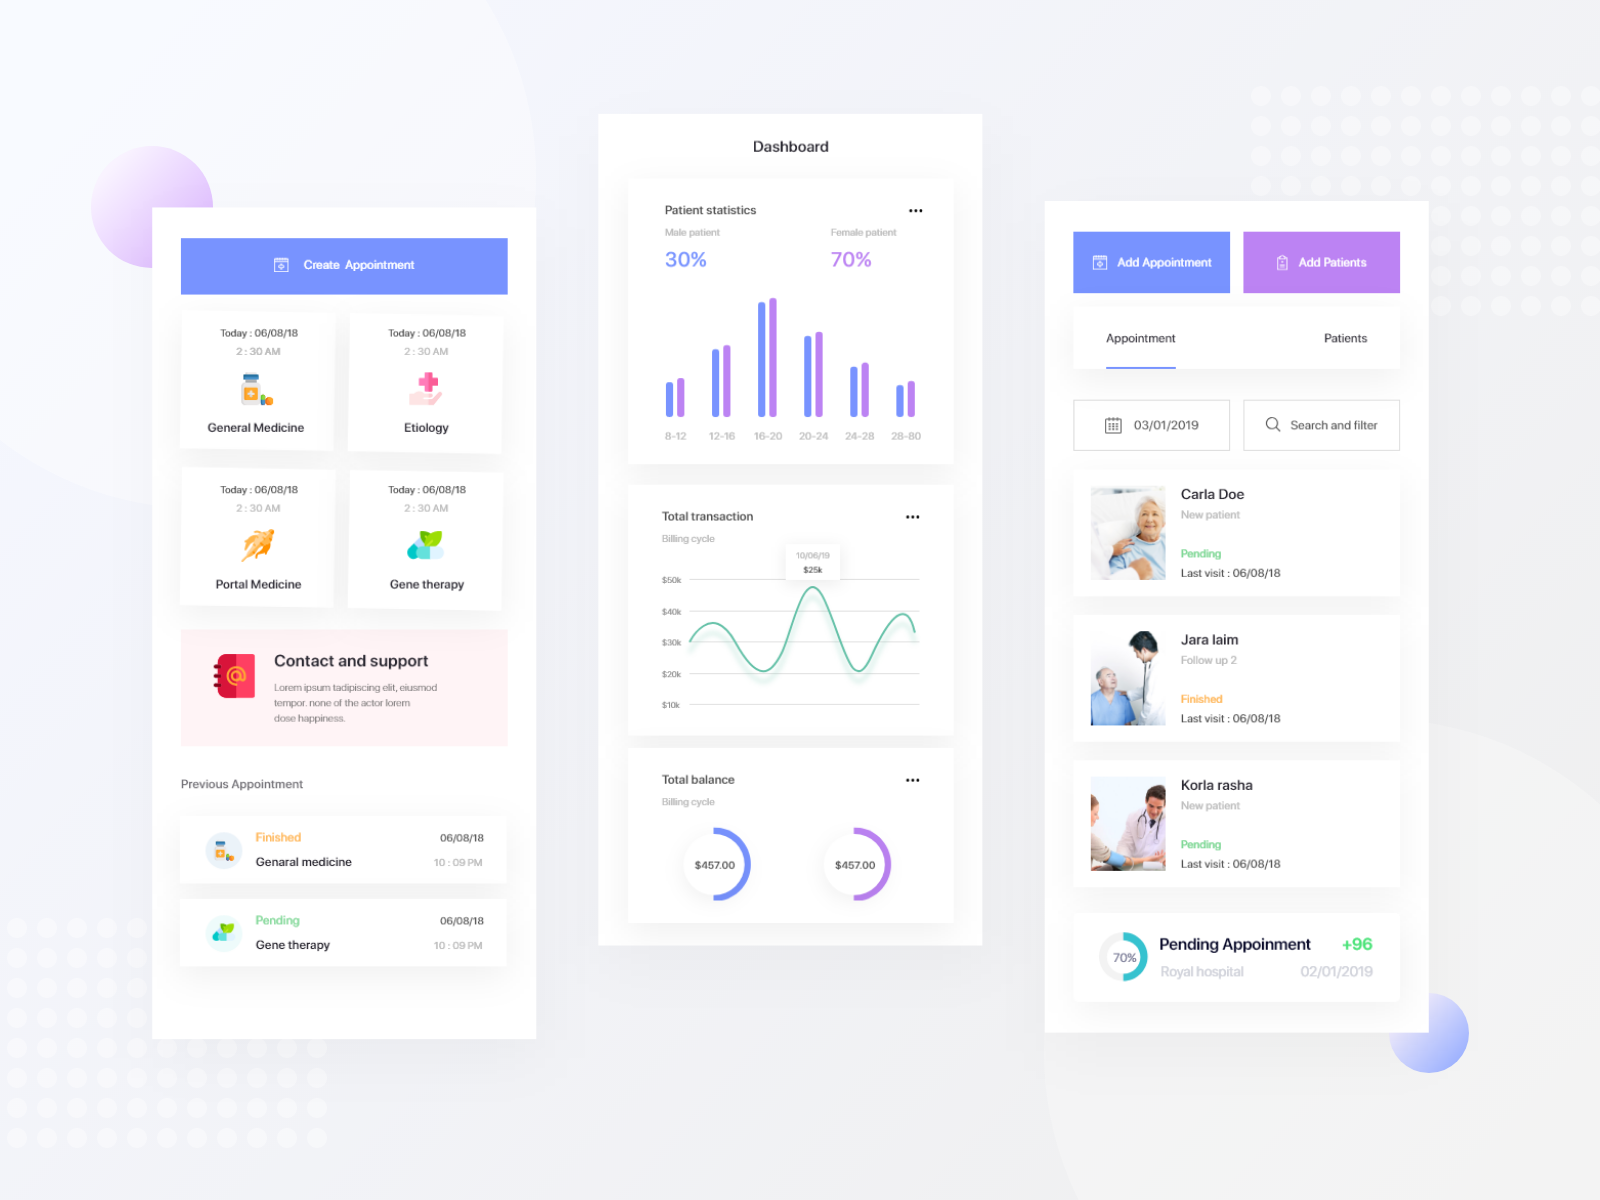 Create Appointment
Today : 06/08/18
2 : 30 AM
General Medicine
Today : 06/08/18
2 : 30 AM
Etiology
Today : 06/08/18
2 : 30 AM
Portal Medicine
Today : 06/08/18
2 : 30 AM
Gene therapy
Contact and support
Lorem ipsum tadipiscing elit, eiusmod
tempor. none of the actor lorem
dose happiness.
Previous Appointment
Finished 06/08/18
Genaral medicine 10 : 09 PM
Pending 06/08/18
Gene therapy 10 : 09 PM
Dashboard
Patient statistics
Male patient Female patient
30% 70%
8-12 12-16 16-20 20-24 24-28 28-80
Total transaction
Billing cycle
10/06/19
$25k
$50k
$40k
$30k
$20k
$10k
Total balance
Billing cycle
$457.00 $457.00
Add Appointment Add Patients
Appointment Patients
03/01/2019 Search and filter
Carla Doe
New patient
Pending
Last visit : 06/08/18
Jara laim
Follow up 2
Finished
Last visit : 06/08/18
Korla rasha
New patient
Pending
Last visit : 06/08/18
70%
Pending Appoinment +96
Royal hospital 02/01/2019